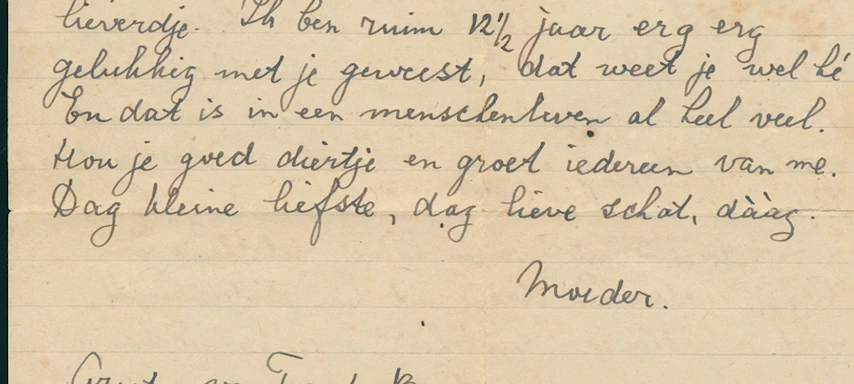 lieverdje. Ik ben ruim 12½ jaar erg erg
gelukkig met je geweest, dat weet je wel hé
En dat is in een menschenleven al heel veel.
Hou je goed diertje en groet iedereen van me.
Dag kleine liefste, dag lieve schat, dààg.
Moeder.